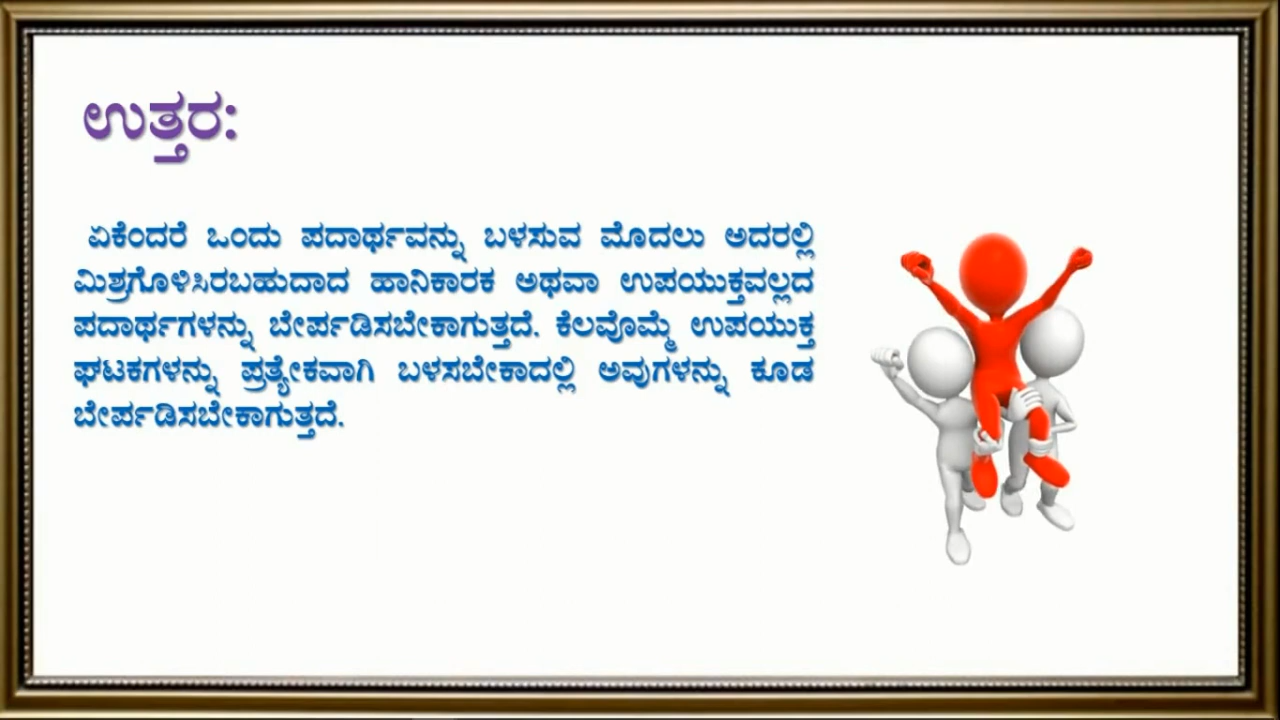 ಉತ್ತರ:
ಏಕೆಂದರೆ ಒಂದು ಪದಾರ್ಥವನ್ನು ಬಳಸುವ ಮೊದಲು ಅದರಲ್ಲಿ
ಮಿಶ್ರಗೊಳಿಸಿರಬಹುದಾದ ಹಾನಿಕಾರಕ ಅಥವಾ ಉಪಯುಕ್ತವಲ್ಲದ
ಪದಾರ್ಥಗಳನ್ನು ಬೇರ್ಪಡಿಸಬೇಕಾಗುತ್ತದೆ. ಕೆಲವೊಮ್ಮೆ ಉಪಯುಕ್ತ
ಘಟಕಗಳನ್ನು ಪ್ರತ್ಯೇಕವಾಗಿ ಬಳಸಬೇಕಾದಲ್ಲಿ ಅವುಗಳನ್ನು ಕೂಡ
ಬೇರ್ಪಡಿಸಬೇಕಾಗುತ್ತದೆ.